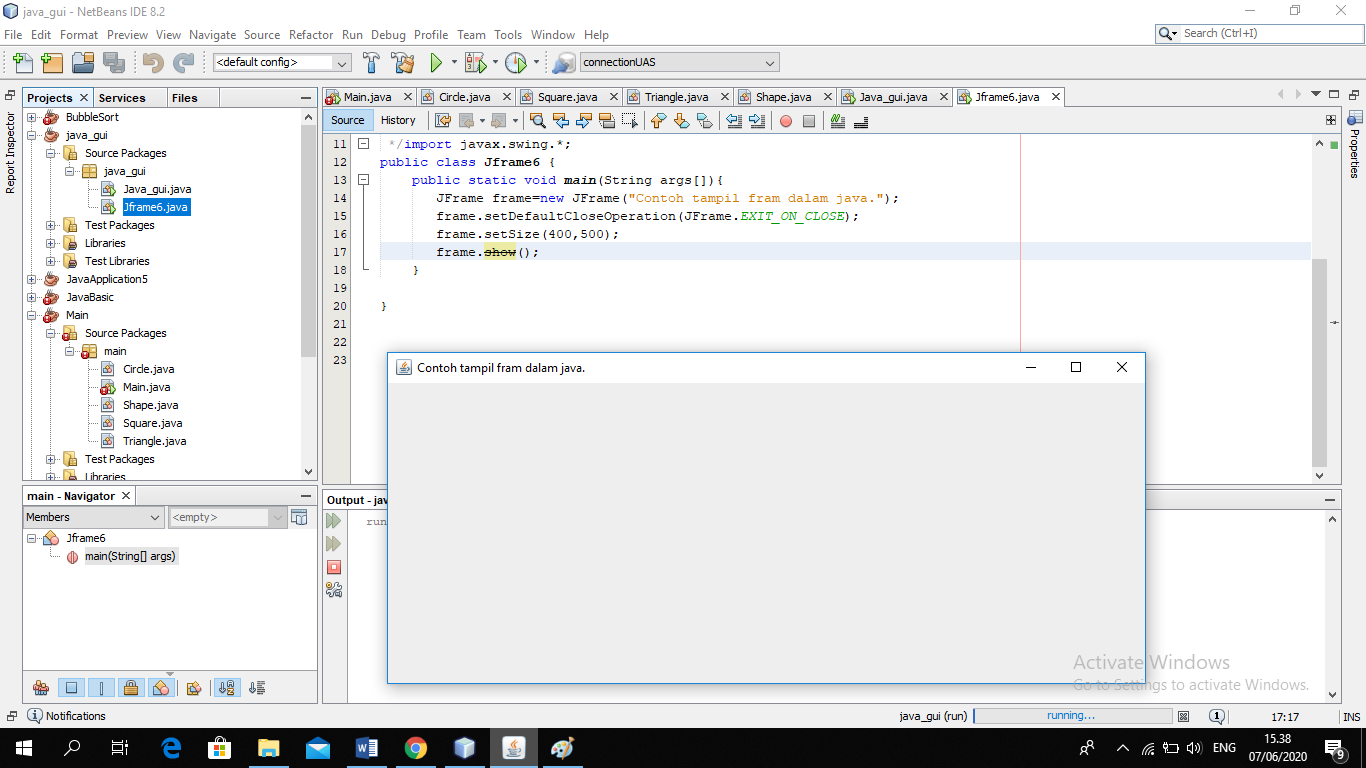 java_gui - NetBeans IDE 8.2
File Edit Format Preview View Navigate Source Refactor Run Debug Profile Team Tools Window Help
Search (Ctrl+I)
<default config>
connectionUAS
Projects Services Files
Main.java Circle.java Square.java Triangle.java Shape.java Java_gui.java Jframe6.java
Report Inspector
Properties
BubbleSort
java_gui
Source Packages
java_gui
Java_gui.java
Jframe6.java
Test Packages
Libraries
Test Libraries
JavaApplication5
JavaBasic
Main
Source Packages
main
Circle.java
Main.java
Shape.java
Square.java
Triangle.java
Test Packages
Libraries
Source History
11 */import javax.swing.*;
12 public class Jframe6 {
13 public static void main(String args[]){
14 JFrame frame=new JFrame("Contoh tampil fram dalam java.");
15 frame.setDefaultCloseOperation(JFrame.EXIT_ON_CLOSE);
16 frame.setSize(400,500);
17 frame.show();
18 }
19
20 }
21
22
23
Contoh tampil fram dalam java.
main - Navigator
Members
<empty>
Jframe6
main(String[] args)
Output - jav
run
Activate Windows
Go to Settings to activate Windows.
Notifications
java_gui (run)
running...
1
17:17
INS
ENG
15.38
07/06/2020
9